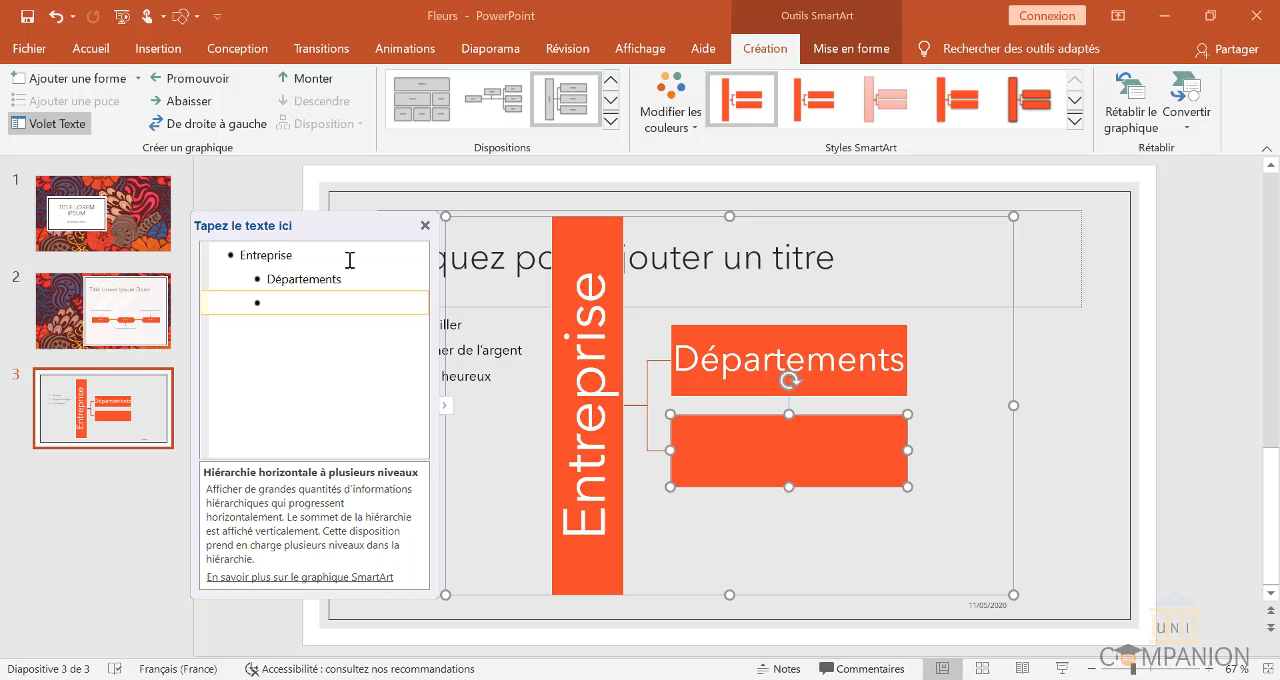 Fleurs - PowerPoint
Outils SmartArt
Connexion
Fichier
Accueil
Insertion
Conception
Transitions
Animations
Diaporama
Révision
Affichage
Aide
Création
Mise en forme
Rechercher des outils adaptés
Partager
Ajouter une forme
Promouvoir
Monter
Ajouter une puce
Abaisser
Descendre
Volet Texte
De droite à gauche
Disposition
Créer un graphique
Dispositions
Modifier les
couleurs
Styles SmartArt
Rétablir le
graphique
Convertir
Rétablir
1
TITLE LOREM
IPSUM
2
Title Lorem Ipsum Dolor
3
Entreprise
Départements
Tapez le texte ici
Entreprise
Départements
Hiérarchie horizontale à plusieurs niveaux
Afficher de grandes quantités d'informations
hiérarchiques qui progressent
horizontalement. Le sommet de la hiérarchie
est affiché verticalement. Cette disposition
prend en charge plusieurs niveaux dans la
hiérarchie.
En savoir plus sur le graphique SmartArt
quez po jouter un titre
iller
er de l'argent
heureux
Entreprise
Départements
11/05/2020
UNI
COMPANION
Diapositive 3 de 3
Français (France)
Accessibilité : consultez nos recommandations
Notes
Commentaires
67 %